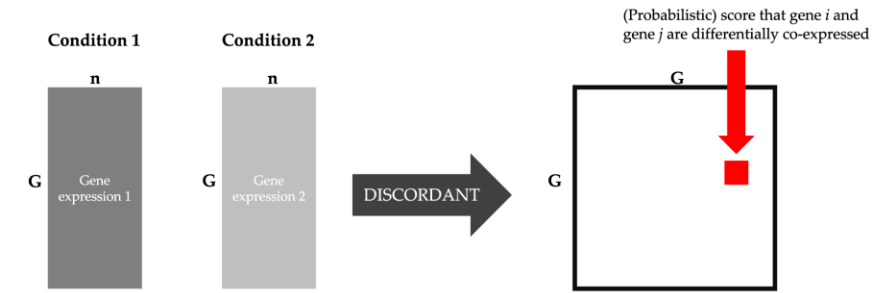 (Probabilistic) score that gene i and
gene j are differentially co-expressed
Condition 1
Condition 2
n
n
G
G
Gene
expression 1
G
Gene
expression 2
DISCORDANT
G